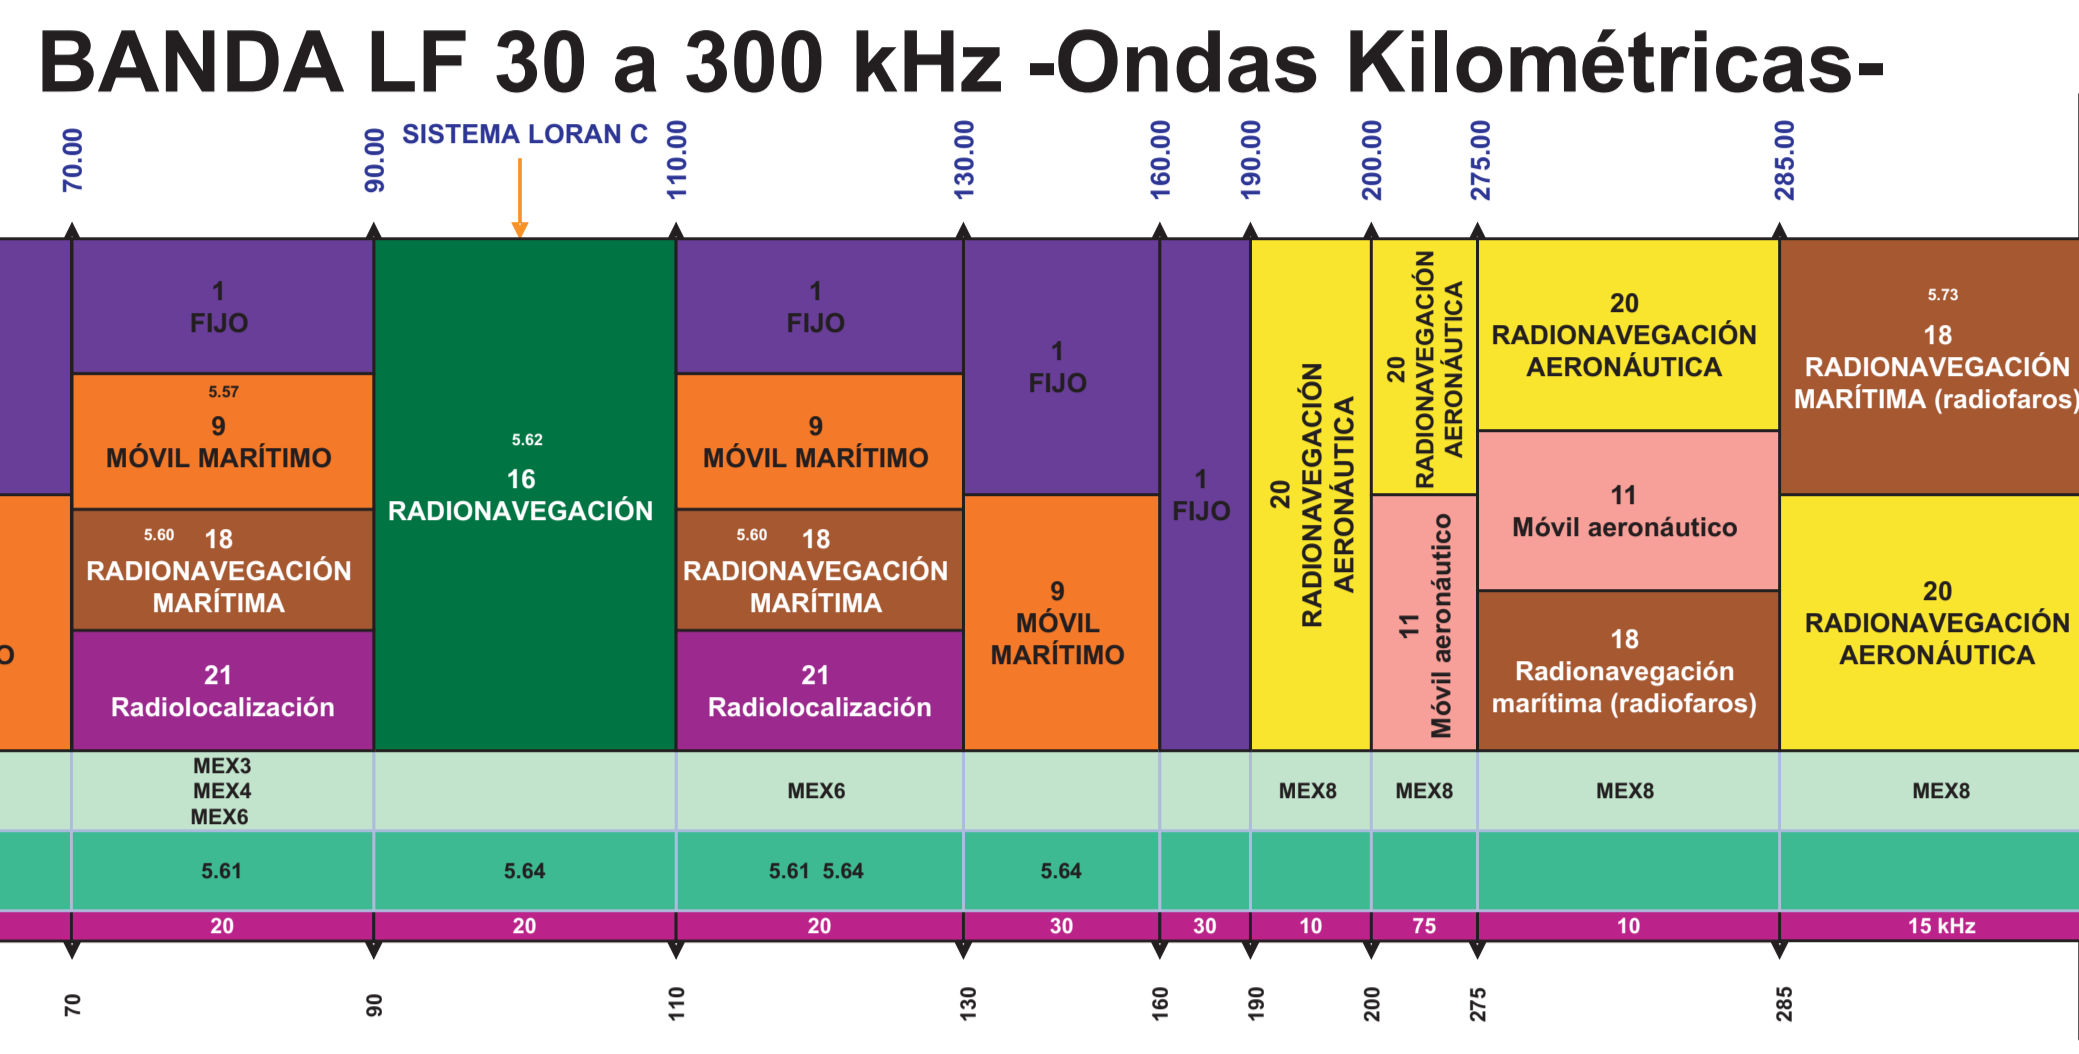 BANDA LF 30 a 300 kHz -Ondas Kilométricas-
SISTEMA LORAN C
70.00
90.00
110.00
130.00
160.00
190.00
200.00
275.00
285.00
O
1
FIJO
5.57
9
MÓVIL MARÍTIMO
5.60 18
RADIONAVEGACIÓN
MARÍTIMA
21
Radiolocalización
5.62
16
RADIONAVEGACIÓN
1
FIJO
9
MÓVIL MARÍTIMO
5.60 18
RADIONAVEGACIÓN
MARÍTIMA
21
Radiolocalización
1
FIJO
9
MÓVIL
MARÍTIMO
1
FIJO
20
RADIONAVEGACIÓN
AERONÁUTICA
20
RADIONAVEGACIÓN
AERONÁUTICA
11
Móvil aeronáutico
20
RADIONAVEGACIÓN
AERONÁUTICA
11
Móvil aeronáutico
18
Radionavegación
marítima (radiofaros)
5.73
18
RADIONAVEGACIÓN
MARÍTIMA (radiofaros)
20
RADIONAVEGACIÓN
AERONÁUTICA
MEX3
MEX4
MEX6
MEX6
MEX8
MEX8
MEX8
MEX8
5.61
5.64
5.61 5.64
5.64
20
20
20
30
30
10
75
10
15 kHz
70
90
110
130
160
190
200
275
285